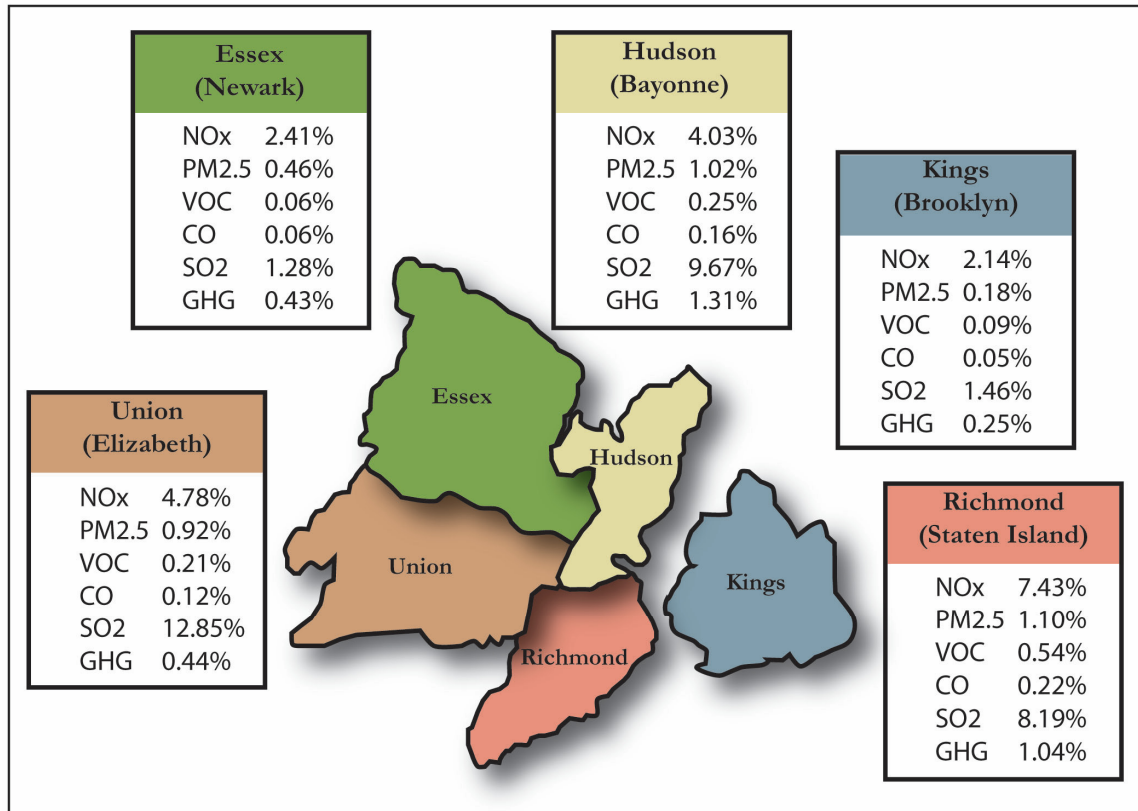 Essex
(Newark)
NOx 2.41%
PM2.5 0.46%
VOC 0.06%
CO 0.06%
SO2 1.28%
GHG 0.43%
Hudson
(Bayonne)
NOx 4.03%
PM2.5 1.02%
VOC 0.25%
CO 0.16%
SO2 9.67%
GHG 1.31%
Kings
(Brooklyn)
NOx 2.14%
PM2.5 0.18%
VOC 0.09%
CO 0.05%
SO2 1.46%
GHG 0.25%
Union
(Elizabeth)
NOx 4.78%
PM2.5 0.92%
VOC 0.21%
CO 0.12%
SO2 12.85%
GHG 0.44%
Richmond
(Staten Island)
NOx 7.43%
PM2.5 1.10%
VOC 0.54%
CO 0.22%
SO2 8.19%
GHG 1.04%
Essex
Hudson
Union
Kings
Richmond